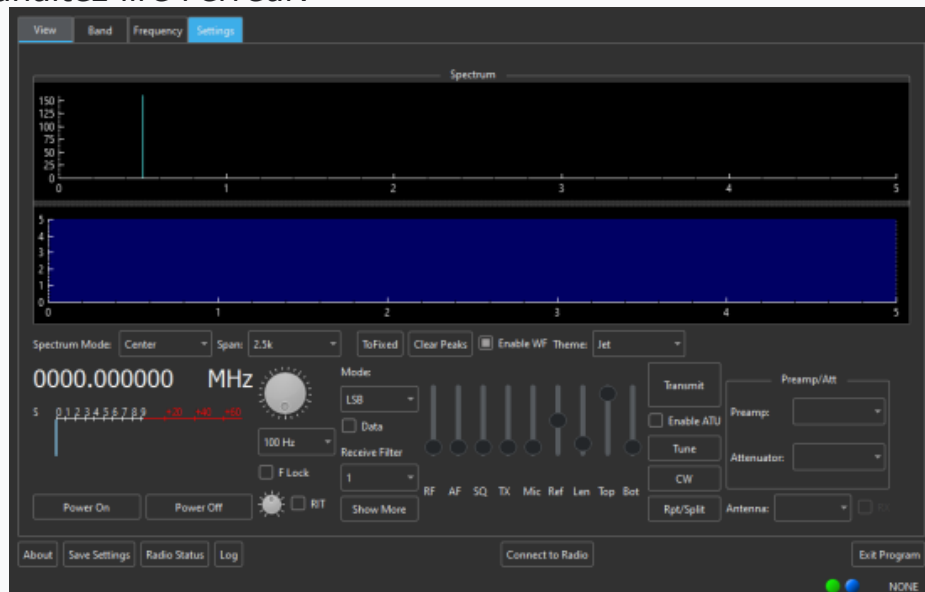 View Band Frequency Settings
Spectrum
150
125
100
75
50
25
0
0 1 2 3 4 5
5
4
3
2
1
0
0 1 2 3 4 5
Spectrum Mode: Center Span: 2.5k ToFixed Clear Peaks Enable WF Theme: Jet
0000.000000 MHz
S 0 1 2 3 4 5 6 7 8 9 +20 +40 +60
100 Hz
F Lock
RIT
Power On Power Off
Mode:
LSB
Data
Receive Filter
1
Show More
RF AF SQ TX Mic Ref Len Top Bot
Transmit
Enable ATU
Tune
CW
Rpt/Split
Preamp/Att
Preamp:
Attenuator:
Antenna:
About Save Settings Radio Status Log Connect to Radio Exit Program
NONE